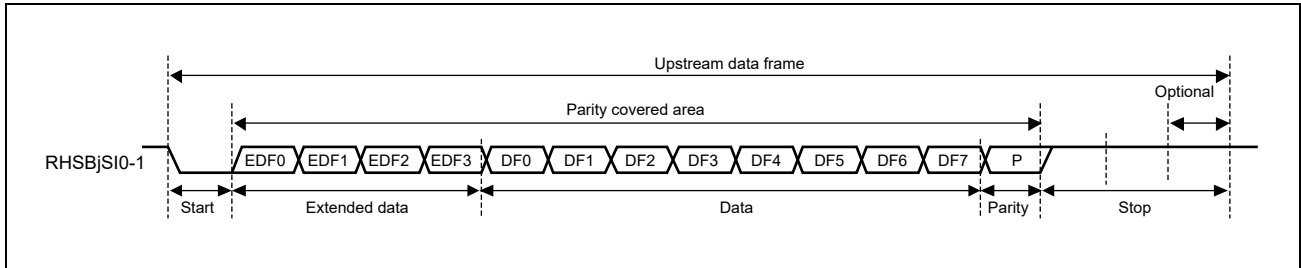 Upstream data frame
Optional
Parity covered area
RHSBjSI0-1
EDF0 EDF1 EDF2 EDF3 DF0 DF1 DF2 DF3 DF4 DF5 DF6 DF7 P
Start Extended data Data Parity Stop